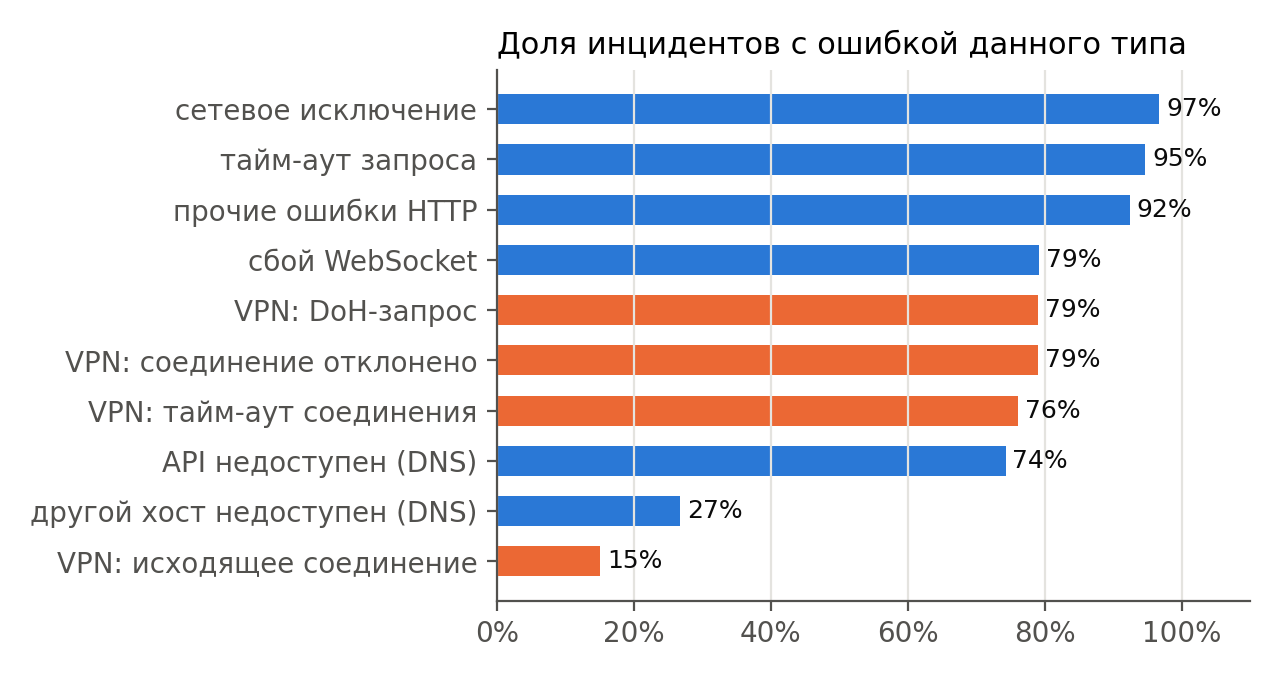 Доля инцидентов с ошибкой данного типа
сетевое исключение 97%
тайм-аут запроса 95%
прочие ошибки HTTP 92%
сбой WebSocket 79%
VPN: DoH-запрос 79%
VPN: соединение отклонено 79%
VPN: тайм-аут соединения 76%
API недоступен (DNS) 74%
другой хост недоступен (DNS) 27%
VPN: исходящее соединение 15%
0% 20% 40% 60% 80% 100%